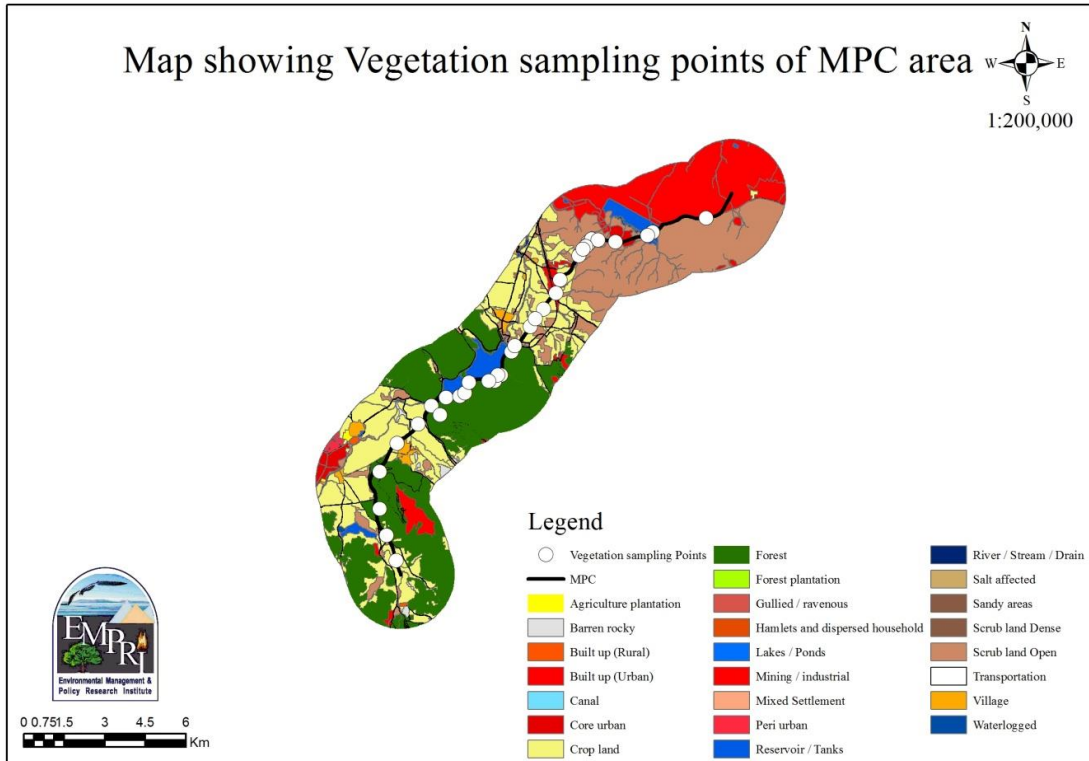 Map showing Vegetation sampling points of MPC area
N
W E
S
1:200,000
Legend
Vegetation sampling Points
MPC
Agriculture plantation
Barren rocky
Built up (Rural)
Built up (Urban)
Canal
Core urban
Crop land
Forest
Forest plantation
Gullied / ravenous
Hamlets and dispersed household
Lakes / Ponds
Mining / industrial
Mixed Settlement
Peri urban
Reservoir / Tanks
River / Stream / Drain
Salt affected
Sandy areas
Scrub land Dense
Scrub land Open
Transportation
Village
Waterlogged
EMPRI
Environmental Management &
Policy Research Institute
0 0.75 1.5 3 4.5 6
Km